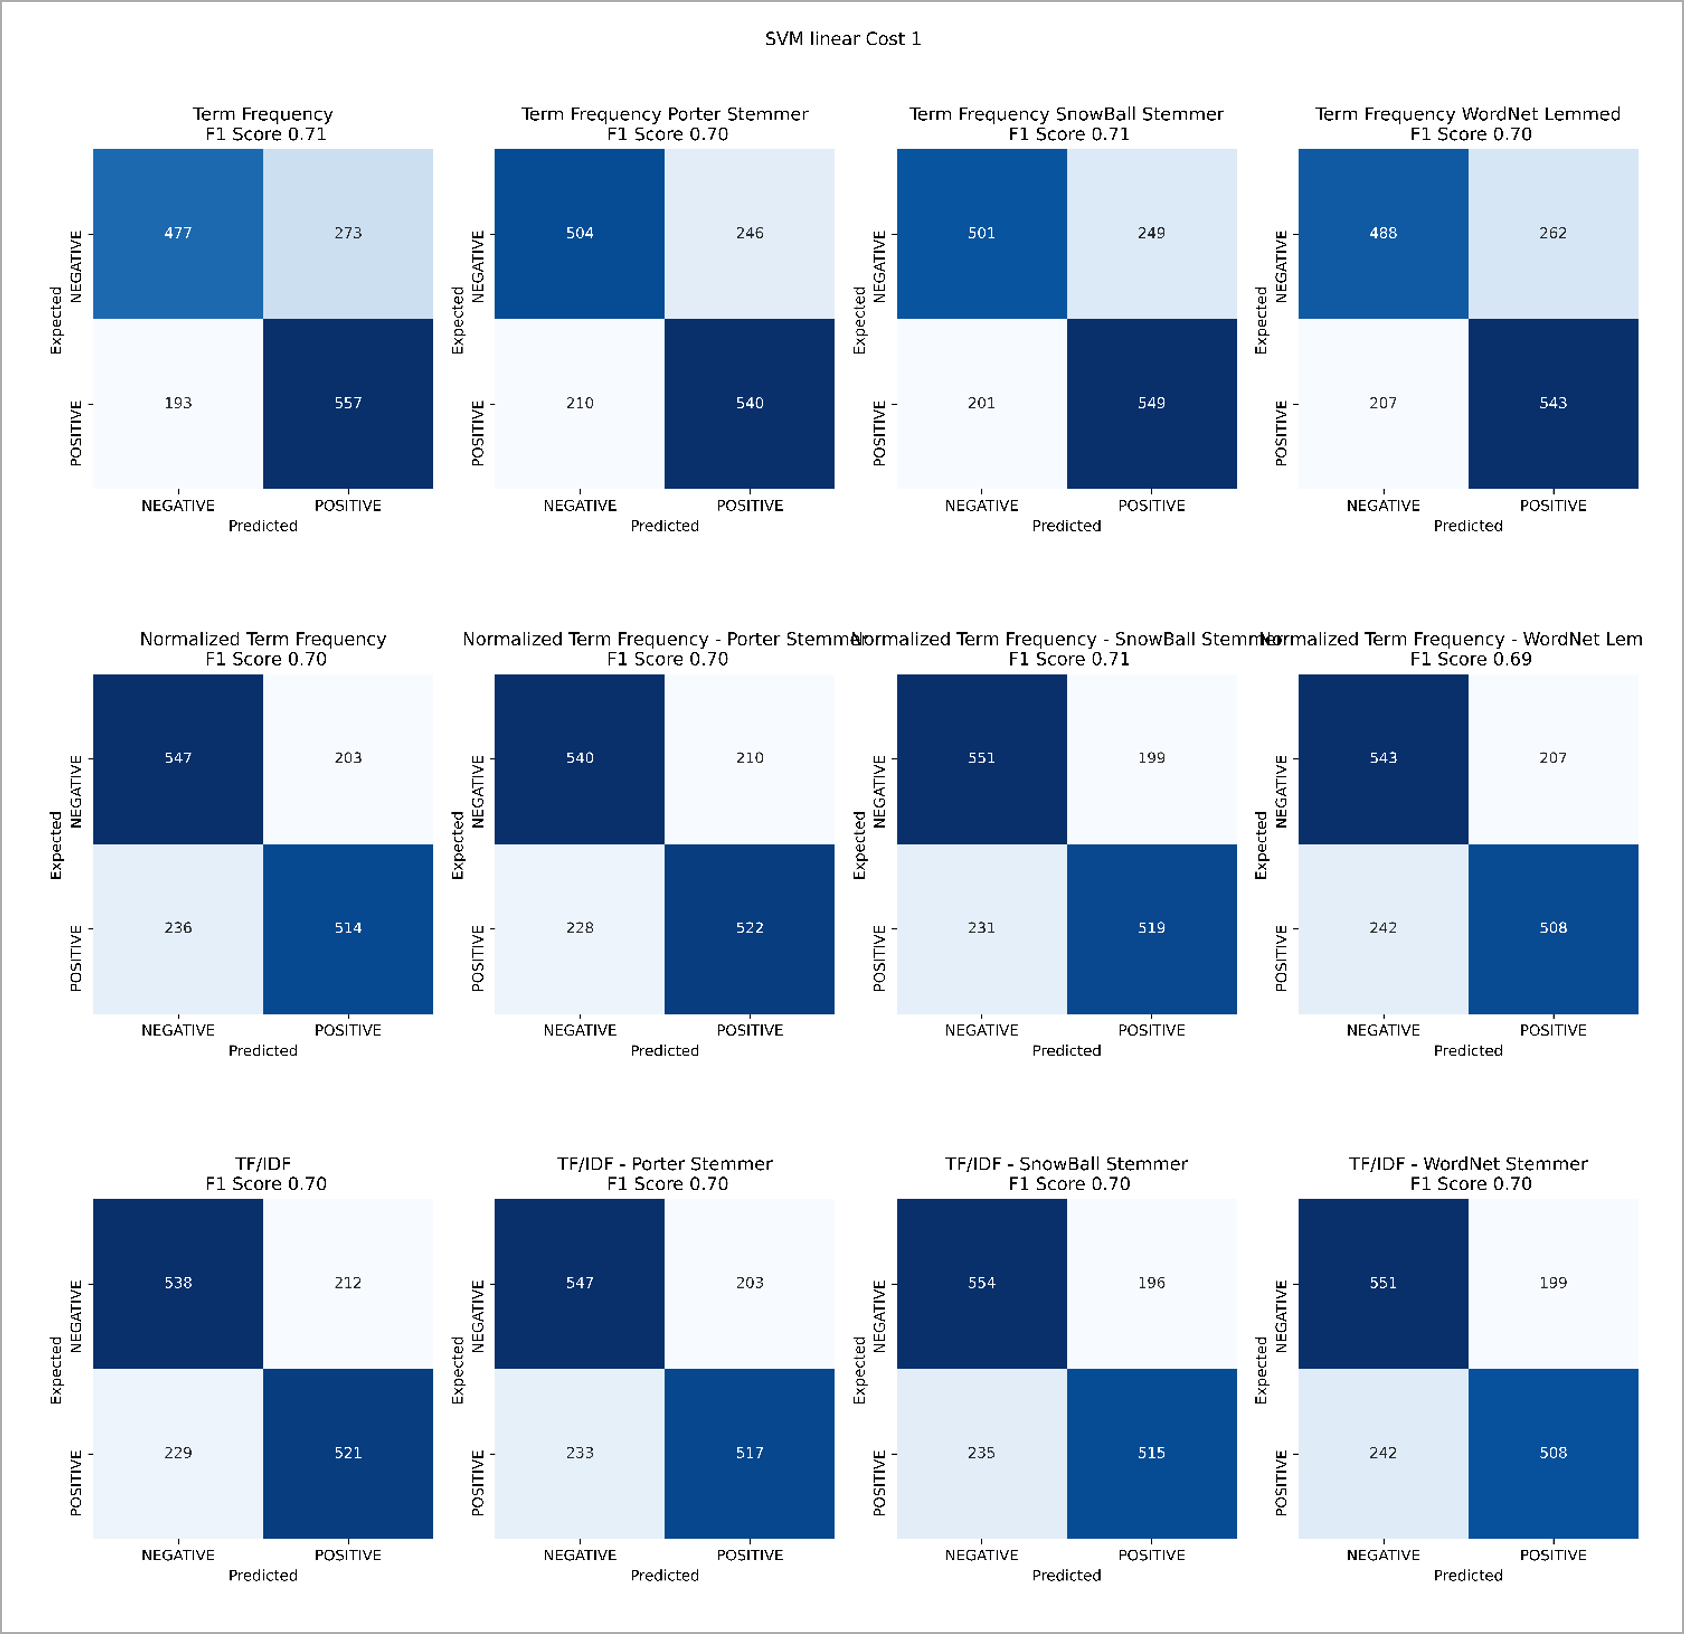 SVM linear Cost 1
Term Frequency
F1 Score 0.71
NEGATIVE
POSITIVE
Expected
477
273
193
557
NEGATIVE
POSITIVE
Predicted
Term Frequency Porter Stemmer
F1 Score 0.70
NEGATIVE
POSITIVE
Expected
504
246
210
540
NEGATIVE
POSITIVE
Predicted
Term Frequency SnowBall Stemmer
F1 Score 0.71
NEGATIVE
POSITIVE
Expected
501
249
201
549
NEGATIVE
POSITIVE
Predicted
Term Frequency WordNet Lemmed
F1 Score 0.70
NEGATIVE
POSITIVE
Expected
488
262
207
543
NEGATIVE
POSITIVE
Predicted
Normalized Term Frequency
F1 Score 0.70
NEGATIVE
POSITIVE
Expected
547
203
236
514
NEGATIVE
POSITIVE
Predicted
Normalized Term Frequency - Porter Stemmer
F1 Score 0.70
NEGATIVE
POSITIVE
Expected
540
210
228
522
NEGATIVE
POSITIVE
Predicted
Normalized Term Frequency - SnowBall Stemmer
F1 Score 0.71
NEGATIVE
POSITIVE
Expected
551
199
231
519
NEGATIVE
POSITIVE
Predicted
Normalized Term Frequency - WordNet Lem
F1 Score 0.69
NEGATIVE
POSITIVE
Expected
543
207
242
508
NEGATIVE
POSITIVE
Predicted
TF/IDF
F1 Score 0.70
NEGATIVE
POSITIVE
Expected
538
212
229
521
NEGATIVE
POSITIVE
Predicted
TF/IDF - Porter Stemmer
F1 Score 0.70
NEGATIVE
POSITIVE
Expected
547
203
233
517
NEGATIVE
POSITIVE
Predicted
TF/IDF - SnowBall Stemmer
F1 Score 0.70
NEGATIVE
POSITIVE
Expected
554
196
235
515
NEGATIVE
POSITIVE
Predicted
TF/IDF - WordNet Stemmer
F1 Score 0.70
NEGATIVE
POSITIVE
Expected
551
199
242
508
NEGATIVE
POSITIVE
Predicted